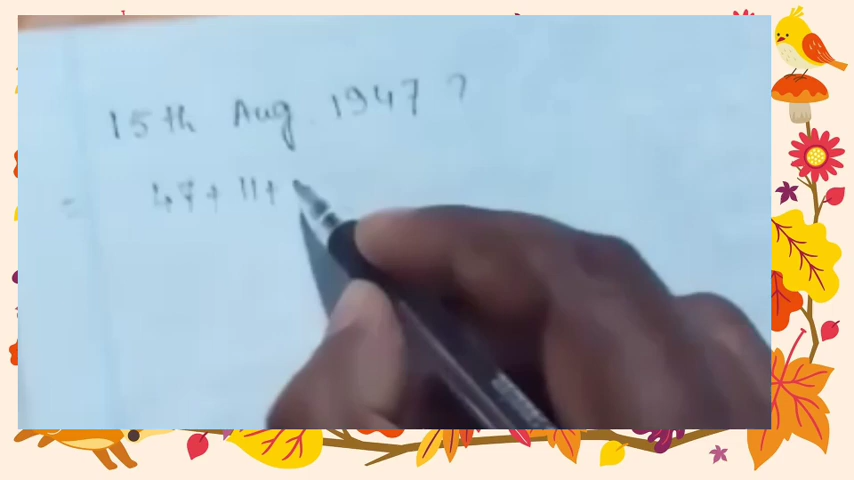 15th Aug. 1947 ?
= 47+ 11+